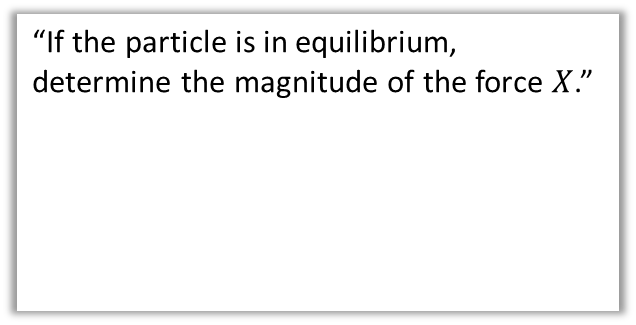 “If the particle is in equilibrium,
determine the magnitude of the force X.”